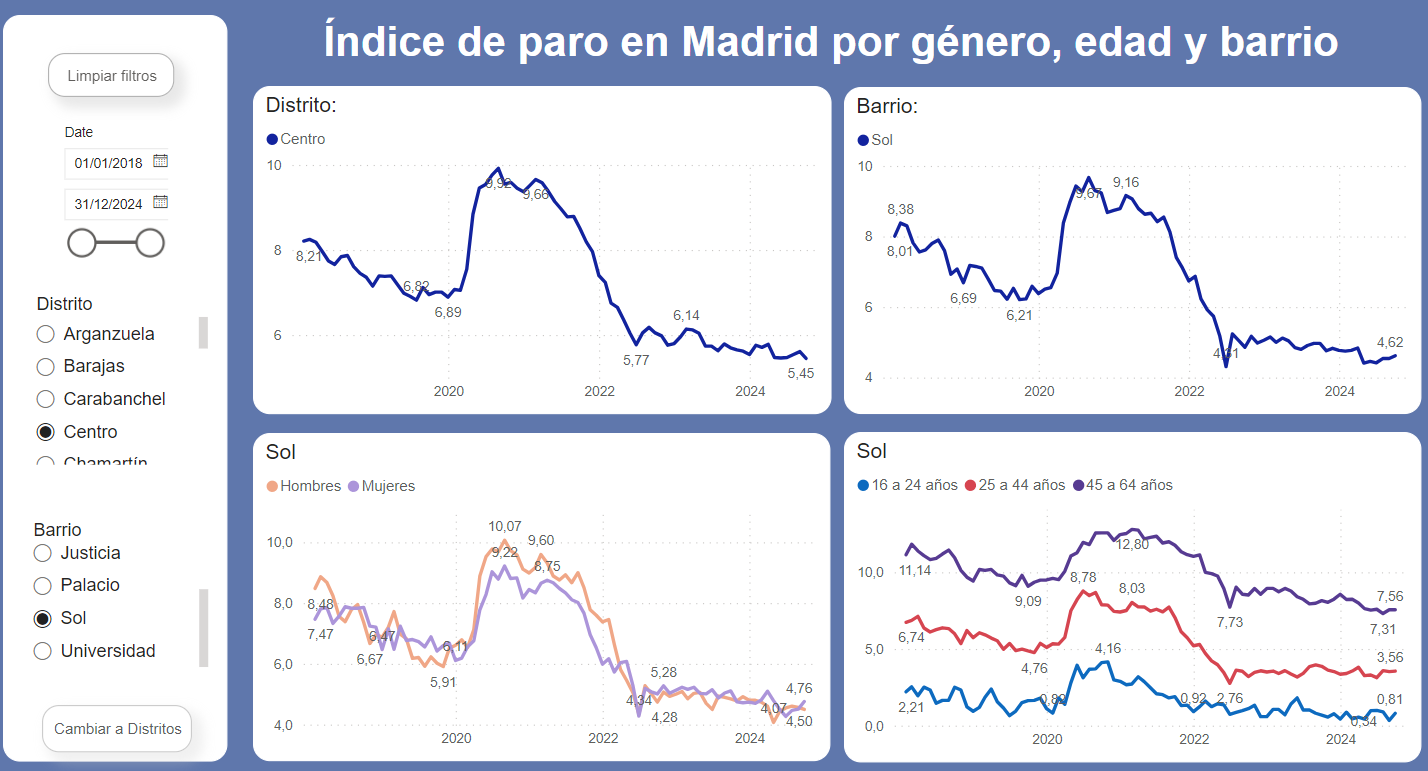 Índice de paro en Madrid por género, edad y barrio
Limpiar filtros
Date
01/01/2018
31/12/2024
Distrito
Arganzuela
Barajas
Carabanchel
Centro
Chamartín
Barrio
Justicia
Palacio
Sol
Universidad
Cambiar a Distritos
Distrito:
Centro
10
8
6
8,21
6,82
6,89
9,92
9,66
5,77
6,14
5,45
2020
2022
2024
Barrio:
Sol
10
8
6
4
8,38
8,01
6,69
6,21
9,67
9,16
4,31
4,62
2020
2022
2024
Sol
Hombres
Mujeres
10,0
8,0
6,0
4,0
8,48
7,47
6,67
6,47
5,91
6,11
10,07
9,22
9,60
8,75
4,34
5,28
4,28
4,07
4,76
4,50
2020
2022
2024
Sol
16 a 24 años
25 a 44 años
45 a 64 años
10,0
5,0
0,0
11,14
6,74
2,21
9,09
4,76
8,78
4,16
12,80
8,03
0,92
7,73
2,76
7,56
7,31
3,56
0,34
0,81
2020
2022
2024